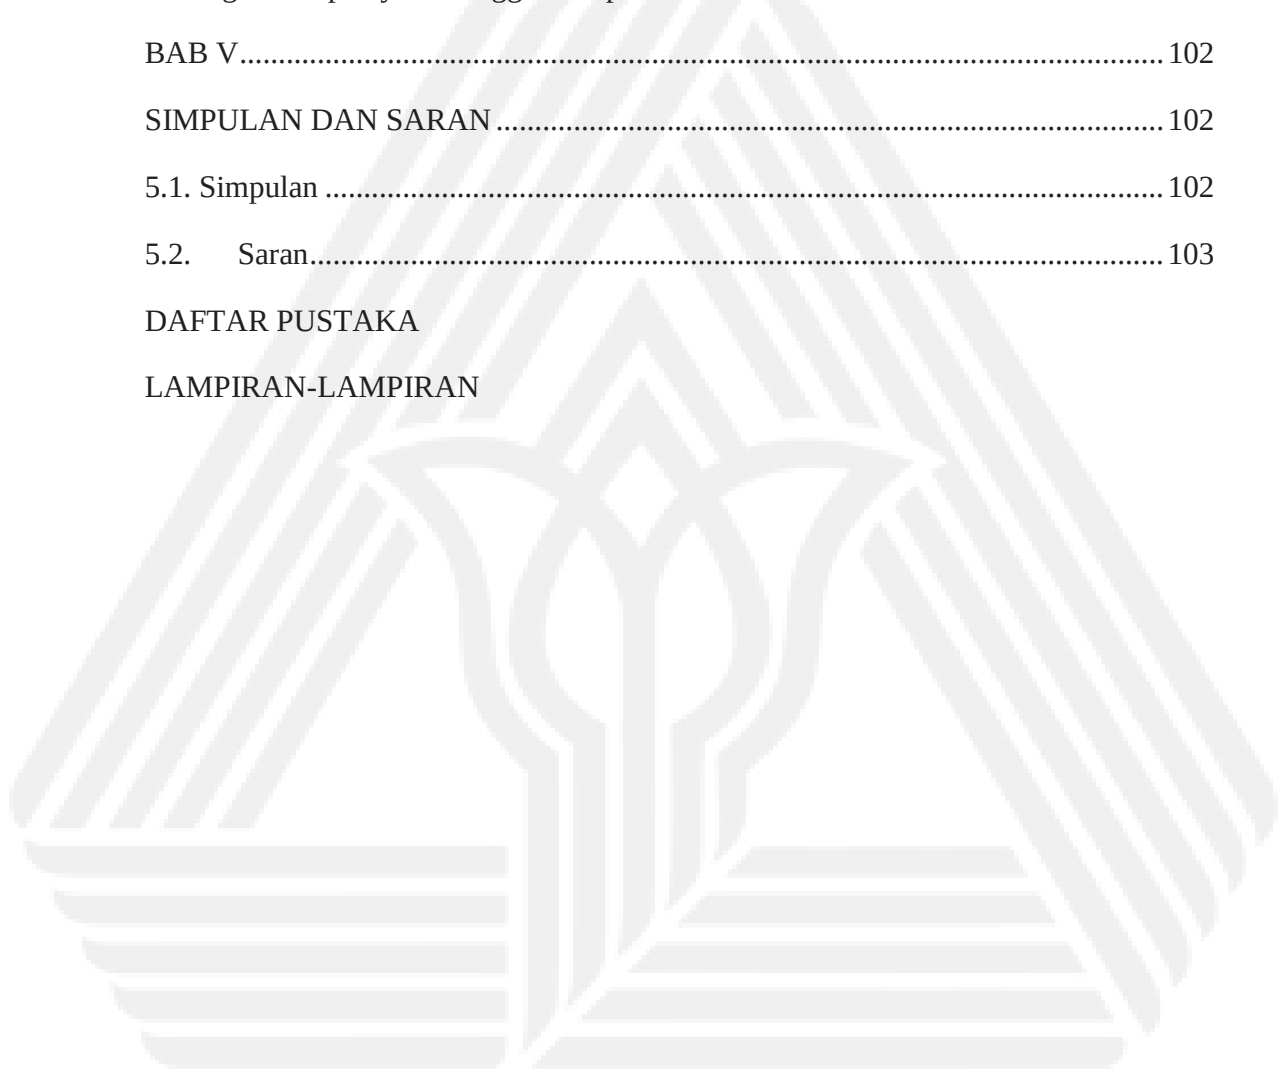 BAB V........................................................................................................................ 102
SIMPULAN DAN SARAN...................................................................................... 102
5.1. Simpulan ............................................................................................................ 102
5.2. Saran.............................................................................................................. 103
DAFTAR PUSTAKA
LAMPIRAN-LAMPIRAN